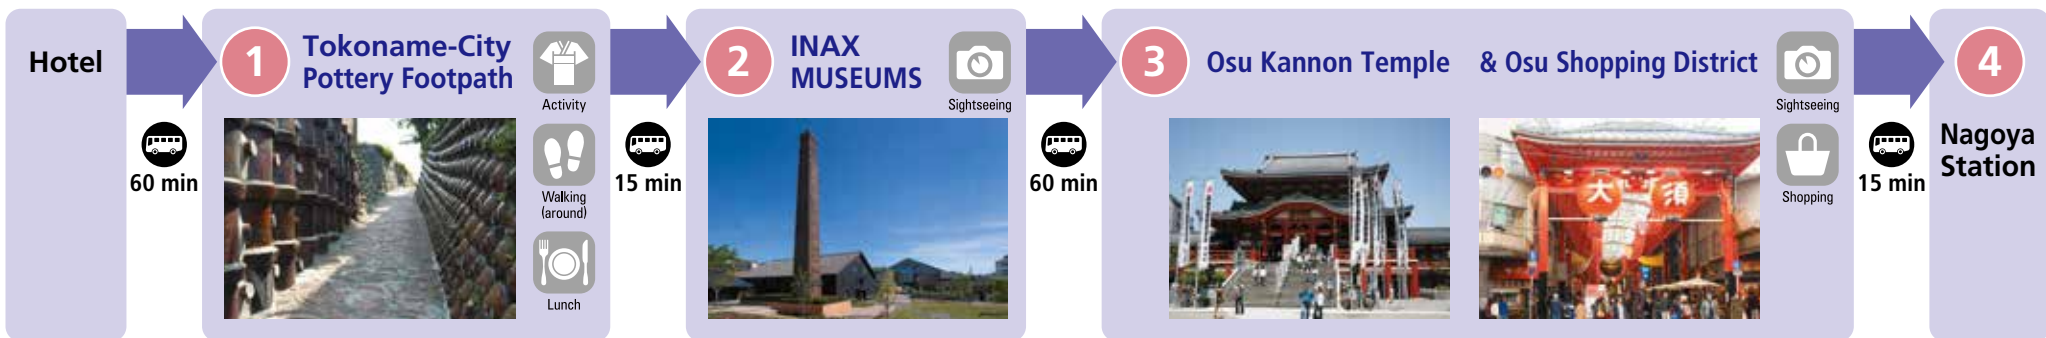 Hotel
60 min
1
Tokoname-City
Pottery Footpath
Activity
Walking
(around)
Lunch
15 min
2
INAX
MUSEUMS
Sightseeing
60 min
3
Osu Kannon Temple & Osu Shopping District
Sightseeing
Shopping
大 須
15 min
4
Nagoya
Station